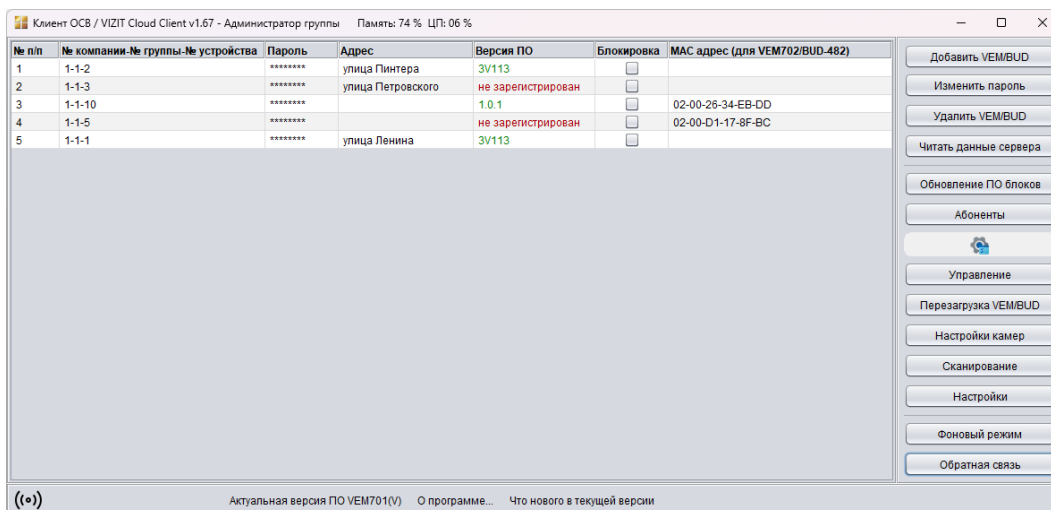 Клиент ОСВ / VIZIT Cloud Client v1.67 - Администратор группы Память: 74 % ЦП: 06 %
№ п/п № компании-№ группы-№ устройства Пароль Адрес Версия ПО Блокировка MAC адрес (для VEM702/BUD-482)
1 1-1-2 ******** улица Пинтера 3V113
2 1-1-3 ******** улица Петровского не зарегистрирован
3 1-1-10 ******** 1.0.1 02-00-26-34-EB-DD
4 1-1-5 ******** не зарегистрирован 02-00-D1-17-8F-BC
5 1-1-1 ******** улица Ленина 3V113
Добавить VEM/BUD
Изменить пароль
Удалить VEM/BUD
Читать данные сервера
Обновление ПО блоков
Абоненты
Управление
Перезагрузка VEM/BUD
Настройки камер
Сканирование
Настройки
Фоновый режим
Обратная связь
Актуальная версия ПО VEM701(V) О программе... Что нового в текущей версии